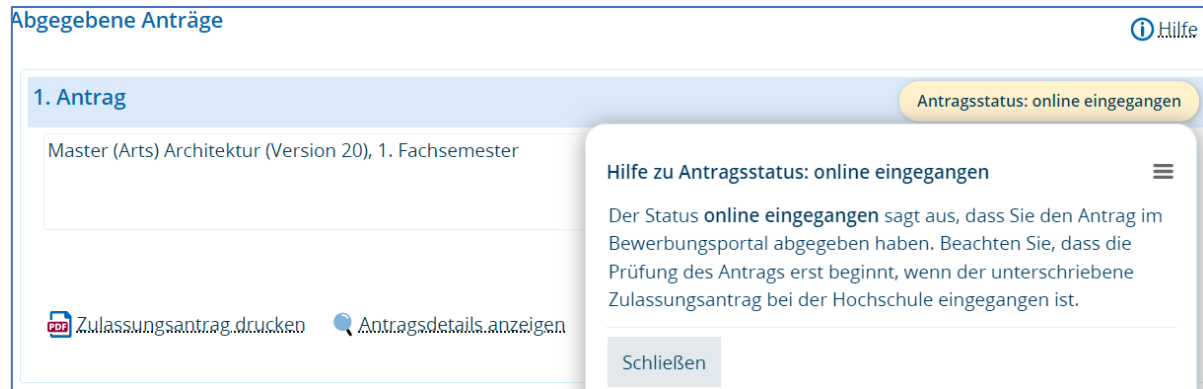 Abgegebene Anträge
Hilfe
1. Antrag
Antragsstatus: online eingegangen
Master (Arts) Architektur (Version 20), 1. Fachsemester
Hilfe zu Antragsstatus: online eingegangen
Der Status online eingegangen sagt aus, dass Sie den Antrag im
Bewerbungsportal abgegeben haben. Beachten Sie, dass die
Prüfung des Antrags erst beginnt, wenn der unterschriebene
Zulassungsantrag bei der Hochschule eingegangen ist.
PDF Zulassungsantrag drucken Antragsdetails anzeigen
Schließen